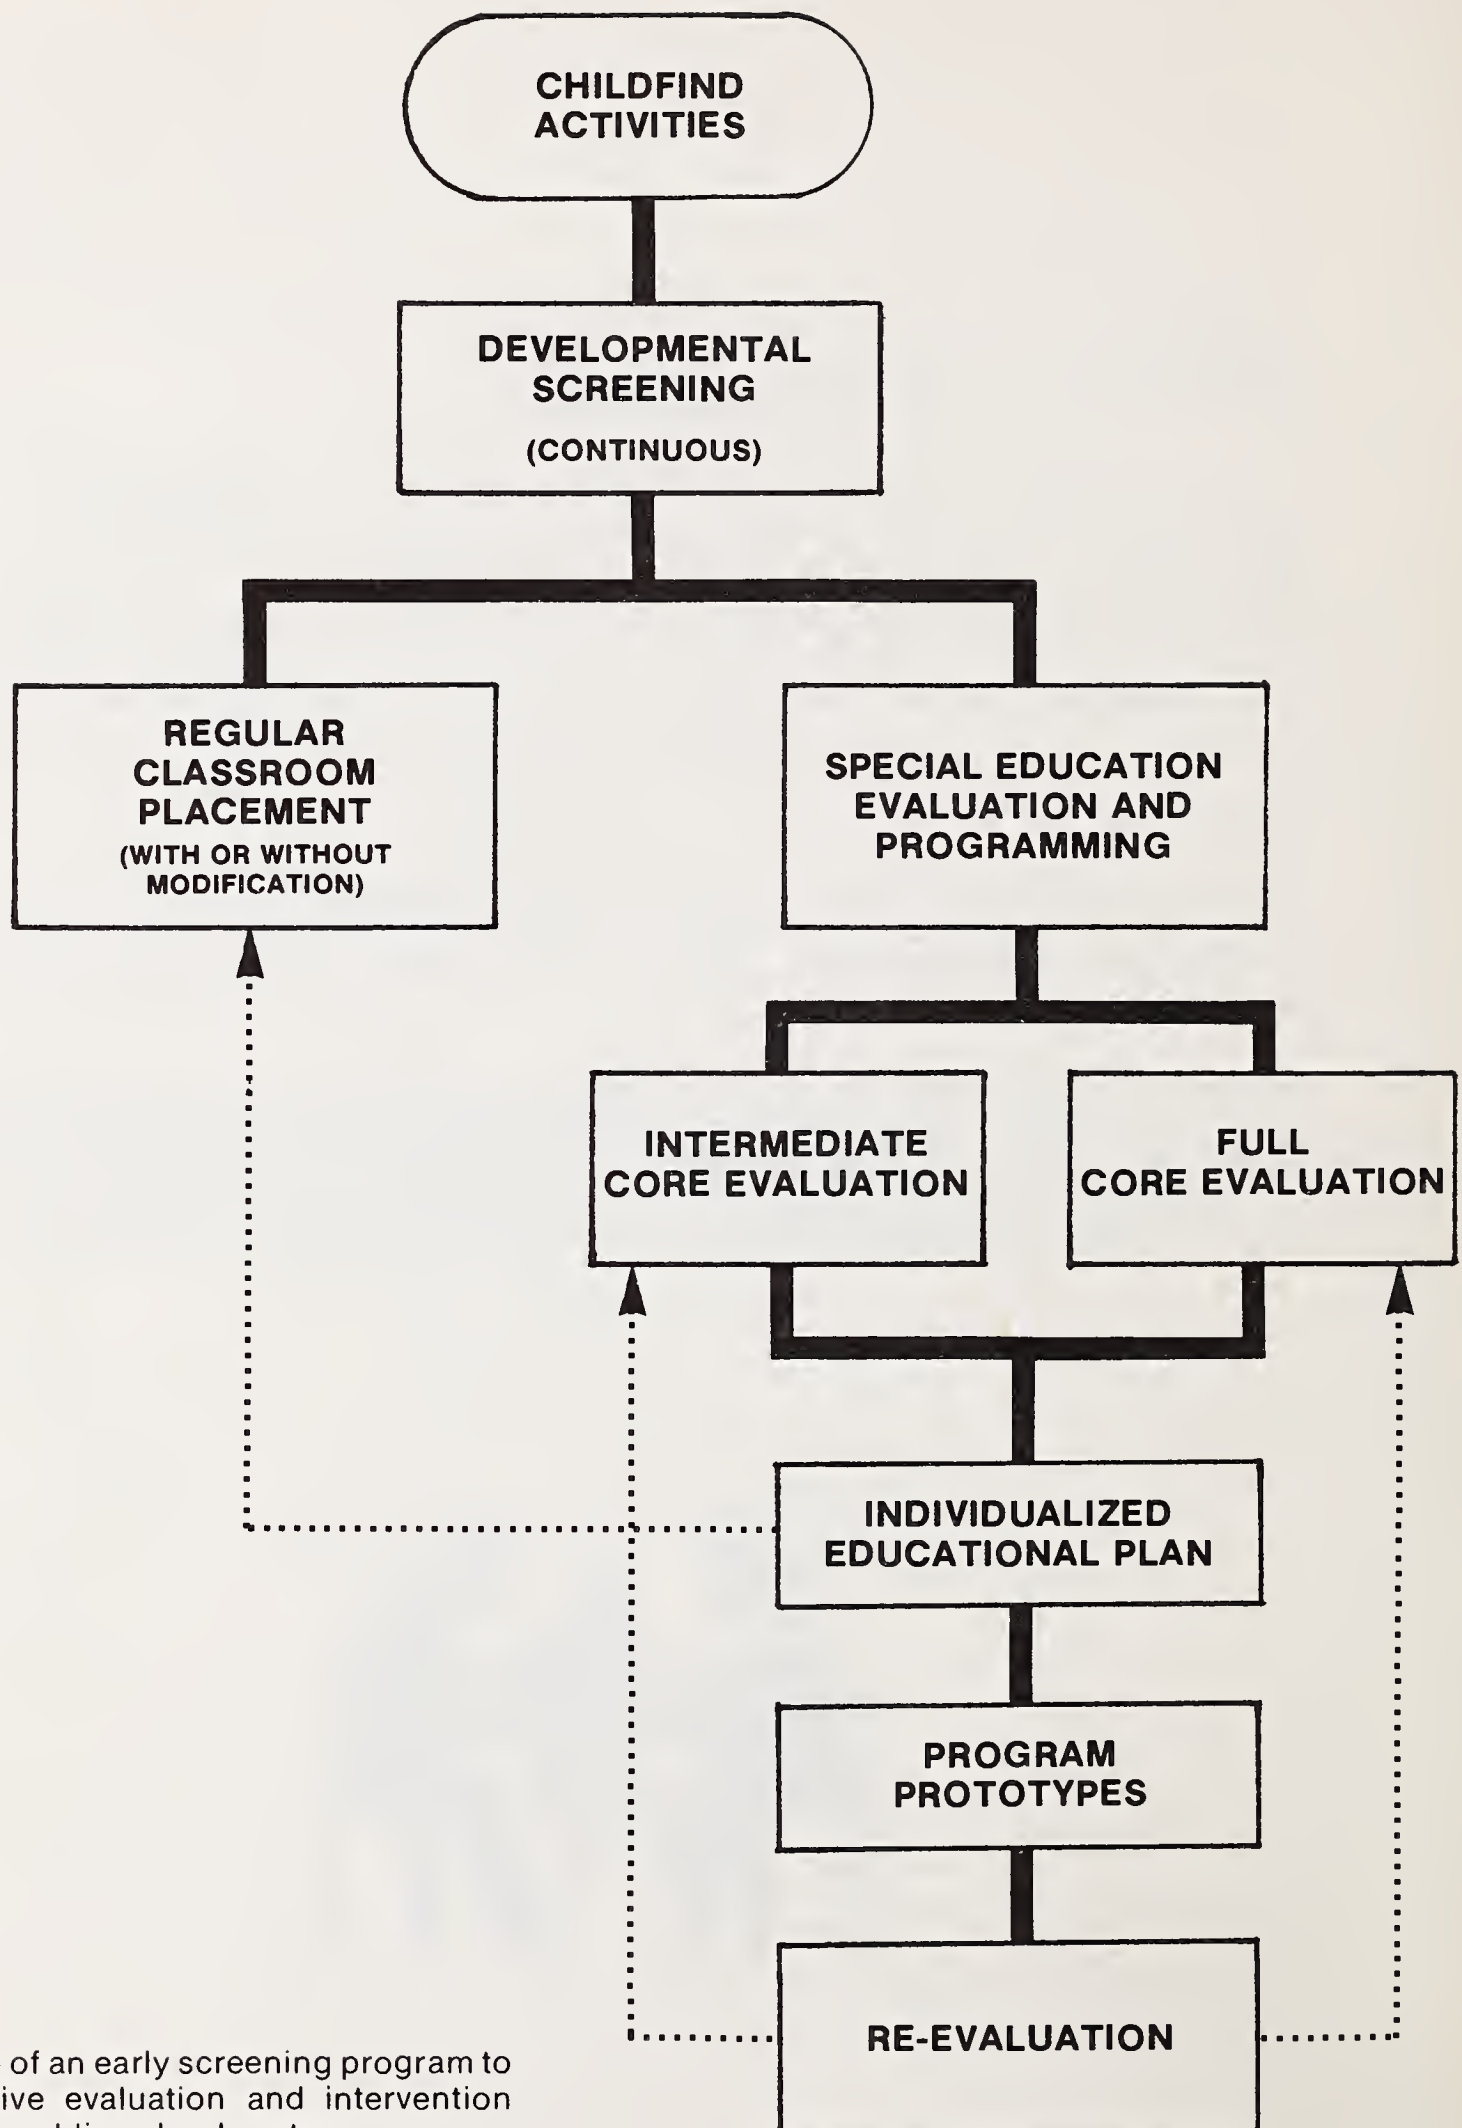 CHILDFIND
ACTIVITIES
DEVELOPMENTAL
SCREENING
(CONTINUOUS)
REGULAR
CLASSROOM
PLACEMENT
(WITH OR WITHOUT
MODIFICATION)
SPECIAL EDUCATION
EVALUATION AND
PROGRAMMING
INTERMEDIATE
CORE EVALUATION
FULL
CORE EVALUATION
INDIVIDUALIZED
EDUCATIONAL PLAN
PROGRAM
PROTOTYPES
RE-EVALUATION
of an early screening program to
ive evaluation and intervention